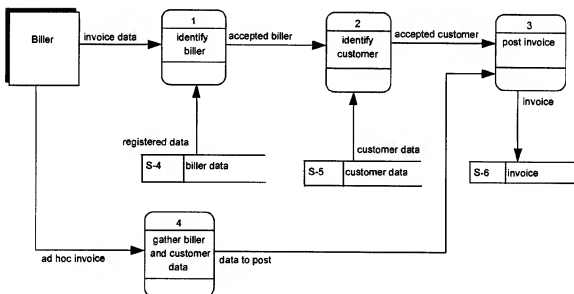 Biller
invoice data
1
identify
biller
accepted biller
2
identify
customer
accepted customer
3
post invoice
invoice
registered data
S-4 biller data
customer data
S-5 customer data
S-6 invoice
ad hoc invoice
4
gather biller
and customer
data
data to post